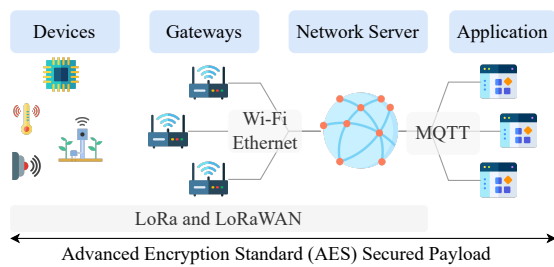 Devices
Gateways
Network Server
Application
Wi-Fi
Ethernet
MQTT
LoRa and LoRaWAN
Advanced Encryption Standard (AES) Secured Payload